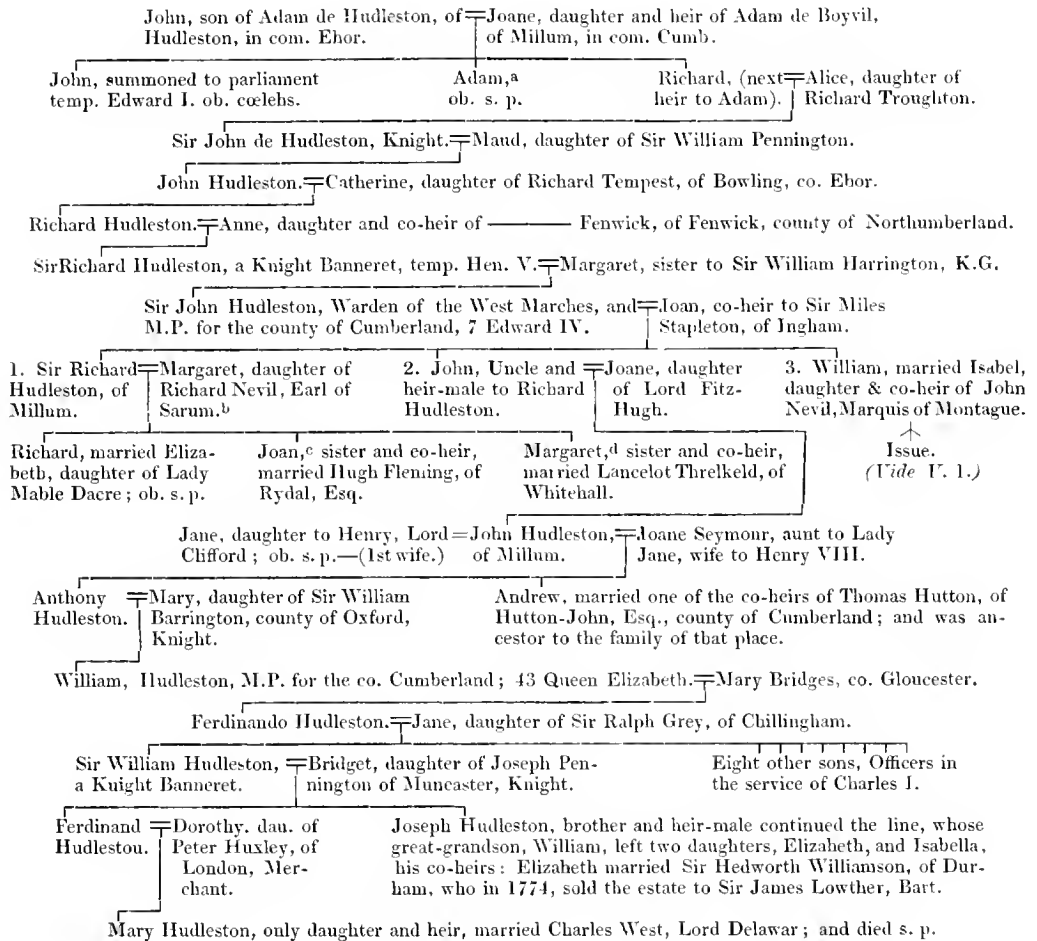 John, son of Adam de Hudleston, of Hudleston, in com. Ebor.
Joane, daughter and heir of Adam de Boyvil, of Millum, in com. Cumb.
John, summoned to parliament
temp. Edward I. ob. cœlebs.
Adam,a
ob. s. p.
Richard, (next
heir to Adam).
Alice, daughter of
Richard Troughton.
Sir John de Hudleston, Knight. Maud, daughter of Sir William Pennington.
John Hudleston. Catherine, daughter of Richard Tempest, of Bowling, co. Ebor.
Richard Hudleston. Anne, daughter and co-heir of ——— Fenwick, of Fenwick, county of Northumberland.
Sir Richard Hudleston, a Knight Banneret, temp. Hen. V. Margaret, sister to Sir William Harrington, K.G.
Sir John Hudleston, Warden of the West Marches, and
M.P. for the county of Cumberland, 7 Edward IV.
Joan, co-heir to Sir Miles
Stapleton, of Ingham.
1. Sir Richard
Hudleston, of
Millum.
Margaret, daughter of
Richard Nevil, Earl of
Sarum.b
2. John, Uncle and
heir-male to Richard
Hudleston.
Joane, daughter
of Lord Fitz-
Hugh.
3. William, married Isabel,
daughter & co-heir of John
Nevil, Marquis of Montague.
Issue.
(Vide V. 1.)
Richard, married Eliza-
beth, daughter of Lady
Mable Dacre; ob. s. p.
Joan,c sister and co-heir,
married Hugh Fleming, of
Rydal, Esq.
Margaret,d sister and co-heir,
married Lancelot Threlkeld, of
Whitehall.
Jane, daughter to Henry, Lord
Clifford; ob. s. p.—(1st wife.)
John Hudleston,
of Millum.
Joane Seymour, aunt to Lady
Jane, wife to Henry VIII.
Anthony
Hudleston.
Mary, daughter of Sir William
Barrington, county of Oxford,
Knight.
Andrew, married one of the co-heirs of Thomas Hutton, of
Hutton-John, Esq., county of Cumberland; and was an-
cestor to the family of that place.
William, Hudleston, M.P. for the co. Cumberland; 43 Queen Elizabeth. Mary Bridges, co. Gloucester.
Ferdinando Hudleston. Jane, daughter of Sir Ralph Grey, of Chillingham.
Sir William Hudleston,
a Knight Banneret.
Bridget, daughter of Joseph Pen-
nington of Muncaster, Knight.
Eight other sons, Officers in
the service of Charles I.
Ferdinand
Hudleston.
Dorothy. dau. of
Peter Huxley, of
London, Mer-
chant.
Joseph Hudleston, brother and heir-male continued the line, whose
great-grandson, William, left two daughters, Elizabeth, and Isabella,
his co-heirs: Elizabeth married Sir Hedworth Williamson, of Dur-
ham, who in 1774, sold the estate to Sir James Lowther, Bart.
Mary Hudleston, only daughter and heir, married Charles West, Lord Delawar; and died s. p.